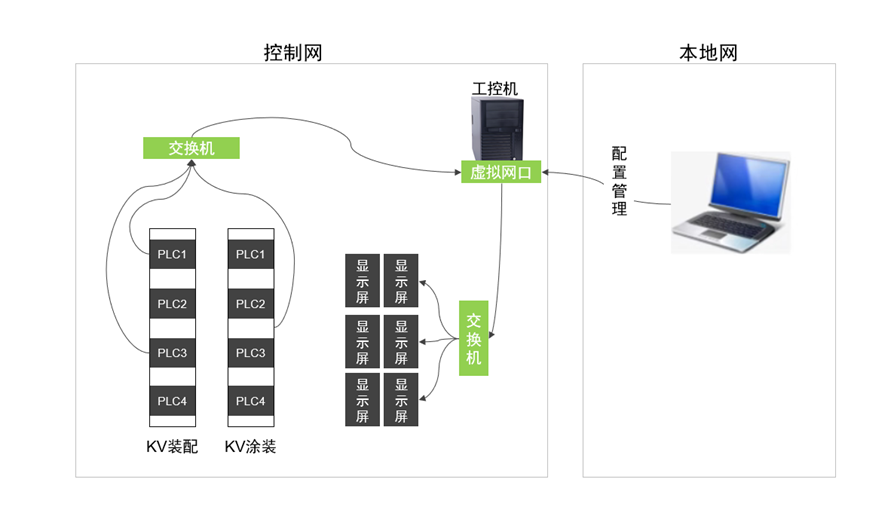 控制网
本地网
工控机
交换机
虚拟网口
配置管理
PLC1
PLC1
PLC2
PLC2
PLC3
PLC3
PLC4
PLC4
显示屏
显示屏
显示屏
显示屏
显示屏
显示屏
交换机
KV装配
KV涂装